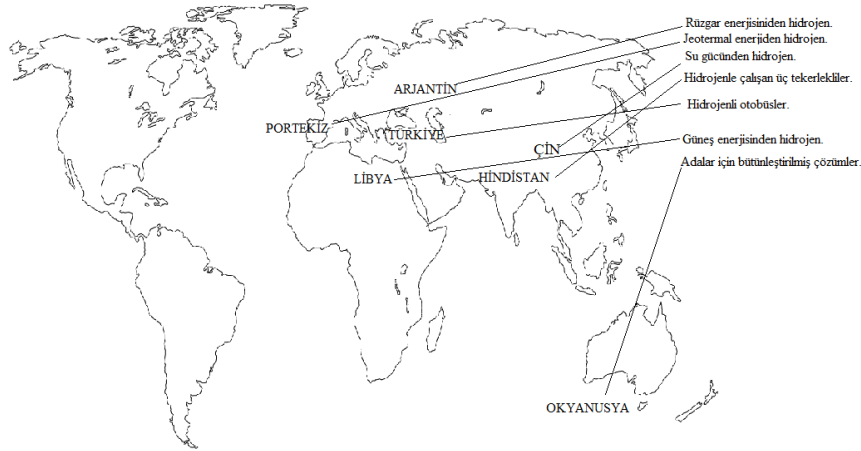 Rüzgar enerjisiniden hidrojen.
Jeotermal enerjiden hidrojen.
Su gücünden hidrojen.
Hidrojenle çalışan üç tekerlekliler.
ARJANTİN
Hidrojenli otobüsler.
PORTEKİZ
TÜRKİYE
Güneş enerjisinden hidrojen.
ÇİN
Adalar için bütünleştirilmiş çözümler.
LİBYA
HİNDİSTAN
OKYANUSYA